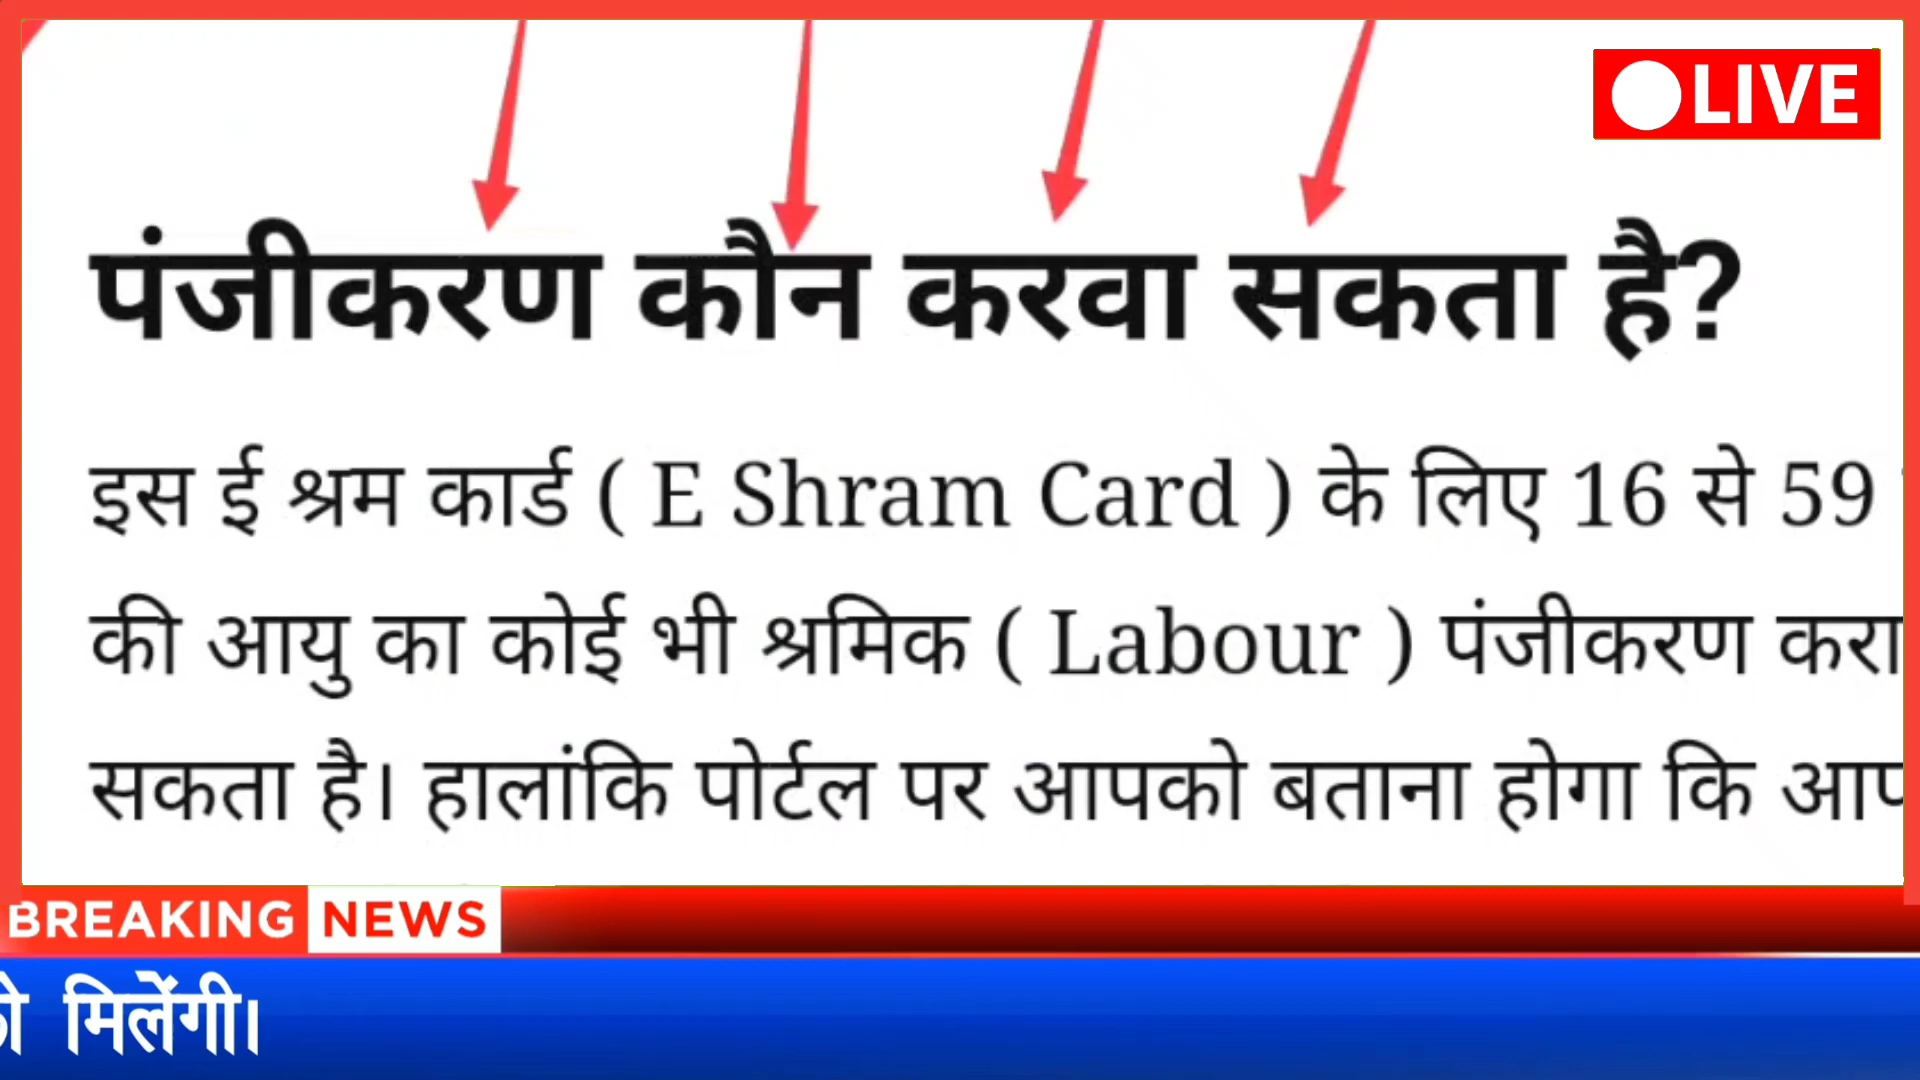 LIVE
पंजीकरण कौन करवा सकता है?
इस ई श्रम कार्ड ( E Shram Card ) के लिए 16 से 59
की आयु का कोई भी श्रमिक ( Labour ) पंजीकरण करा
सकता है। हालांकि पोर्टल पर आपको बताना होगा कि आप
BREAKING NEWS
मिलेंगी।